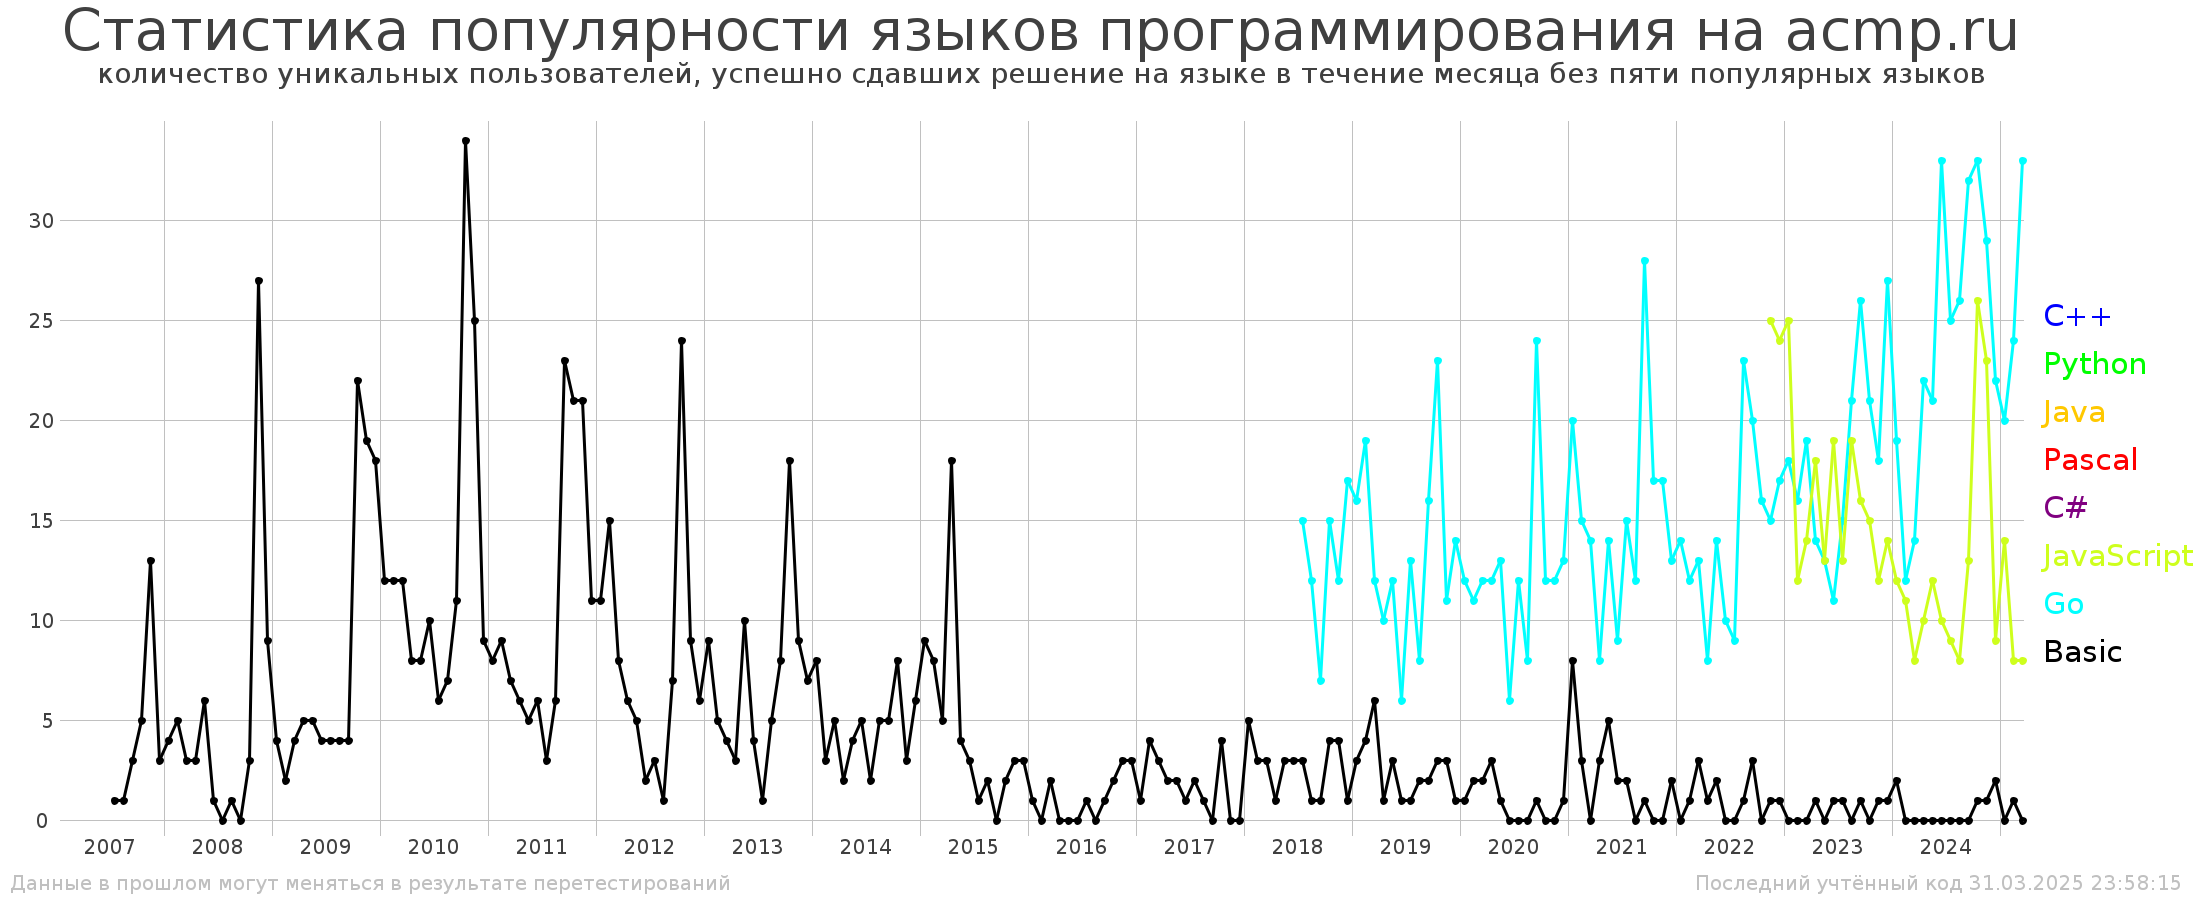 Статистика популярности языков программирования на acmp.ru
количество уникальных пользователей, успешно сдавших решение на языке в течение месяца без пяти популярных языков
30
25
20
15
10
5
0
C++
Python
Java
Pascal
C#
JavaScript
Go
Basic
2007 2008 2009 2010 2011 2012 2013 2014 2015 2016 2017 2018 2019 2020 2021 2022 2023 2024
Данные в прошлом могут меняться в результате перетестирований
Последний учтённый код 31.03.2025 23:58:15